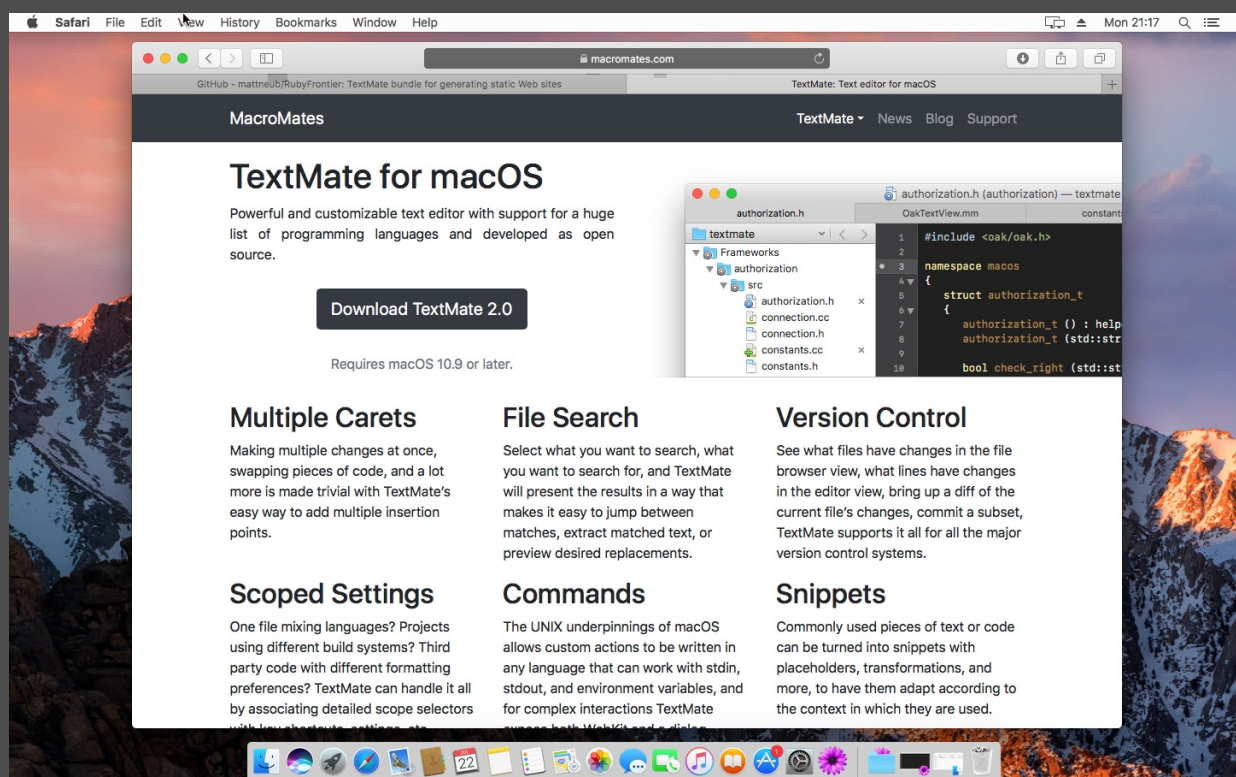 Safari File Edit View History Bookmarks Window Help Mon 21:17
macromates.com
GitHub - mattneub/RubyFrontier: TextMate bundle for generating static Web sites
TextMate: Text editor for macOS
MacroMates TextMate News Blog Support
TextMate for macOS
Powerful and customizable text editor with support for a huge
list of programming languages and developed as open
source.
Download TextMate 2.0
Requires macOS 10.9 or later.
authorization.h (authorization) — textmate
authorization.h OakTextView.mm constants
textmate
Frameworks
authorization
src
authorization.h
connection.cc
connection.h
constants.cc
constants.h
1 #include <oak/oak.h>
2
3 namespace macos
4 {
5 struct authorization_t
6 {
7 authorization_t () : help
8 authorization_t (std::str
9
10 bool check_right (std::st
Multiple Carets
Making multiple changes at once,
swapping pieces of code, and a lot
more is made trivial with TextMate’s
easy way to add multiple insertion
points.
File Search
Select what you want to search, what
you want to search for, and TextMate
will present the results in a way that
makes it easy to jump between
matches, extract matched text, or
preview desired replacements.
Version Control
See what files have changes in the file
browser view, what lines have changes
in the editor view, bring up a diff of the
current file’s changes, commit a subset,
TextMate supports it all for all the major
version control systems.
Scoped Settings
One file mixing languages? Projects
using different build systems? Third
party code with different formatting
preferences? TextMate can handle it all
by associating detailed scope selectors
with key shortcuts, settings, etc.
Commands
The UNIX underpinnings of macOS
allows custom actions to be written in
any language that can work with stdin,
stdout, and environment variables, and
for complex interactions TextMate
expose both WebKit and a dialog
Snippets
Commonly used pieces of text or code
can be turned into snippets with
placeholders, transformations, and
more, to have them adapt according to
the context in which they are used.
JUL
22
1